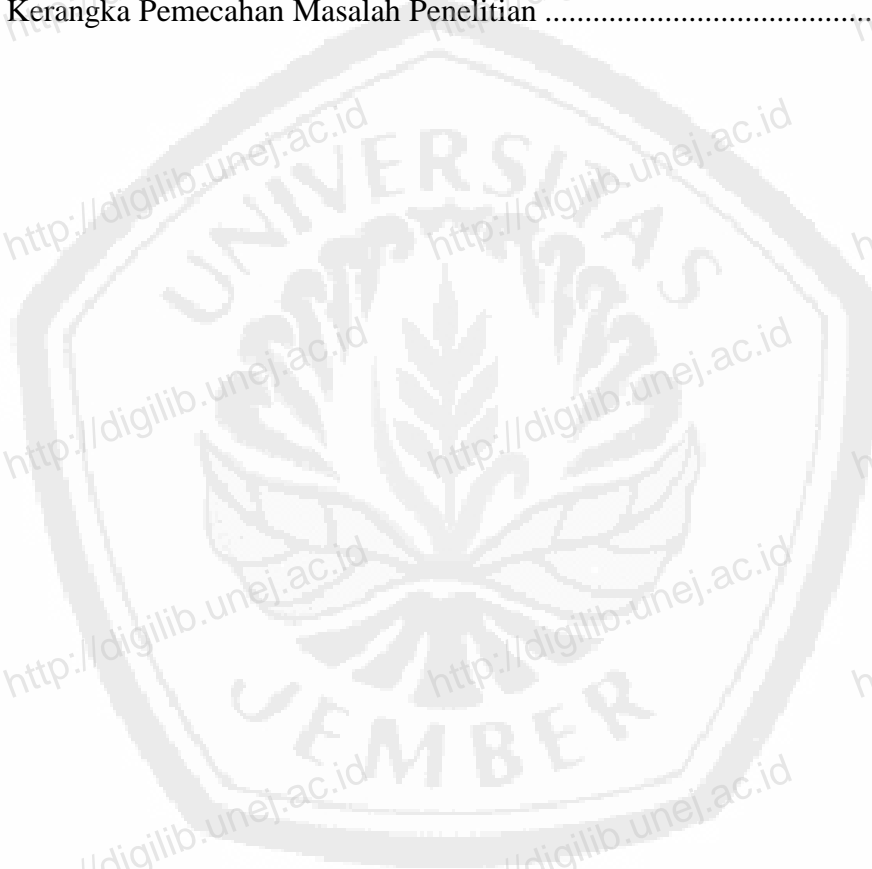 Kerangka Pemecahan Masalah Penelitian ..........................................
http://digilib.unej.ac.id
http://digilib.unej.ac.id
UNIVERSITAS
http://digilib.unej.ac.id
http://digilib.unej.ac.id
http://digilib.unej.ac.id
http://digilib.unej.ac.id
JEMBER
//digilib.unej.ac.id
//digilib.unej.ac.id